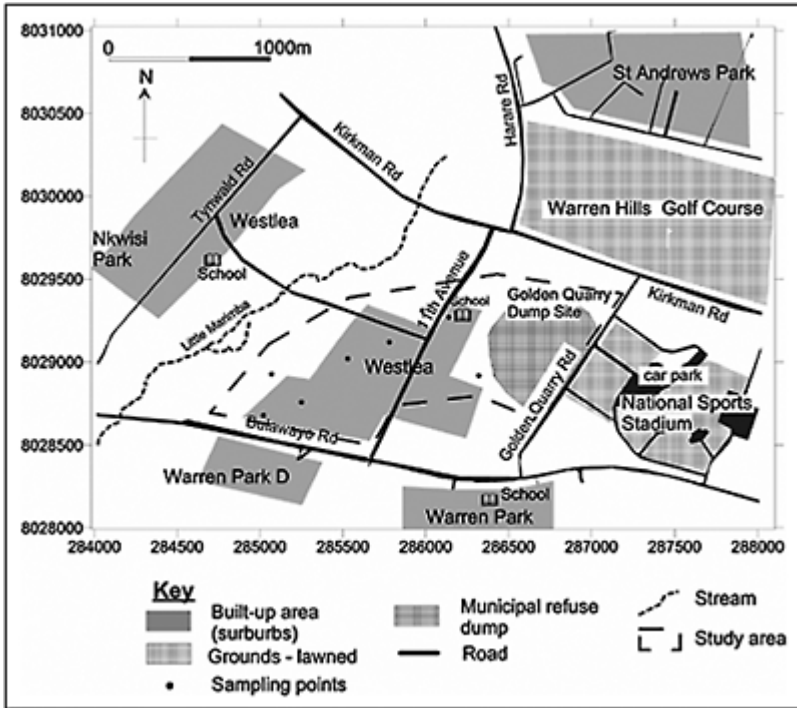 8031000
8030500
8030000
8029500
8029000
8028500
8028000
0 1000m
N
St Andrews Park
Harare Rd
Kirkman Rd
Tynwald Rd
Westlea
Nkwisi
Park
School
Warren Hills Golf Course
Little Marimba
11th Avenue
School
Golden Quarry
Dump Site
Kirkman Rd
Westlea
Golden Quarry Rd
car park
National Sports
Stadium
Bulawayo Rd
Warren Park D
School
Warren Park
284000 284500 285000 285500 286000 286500 287000 287500 288000
Key
Built-up area
(surburbs)
Grounds - lawned
Sampling points
Municipal refuse
dump
Road
Stream
Study area